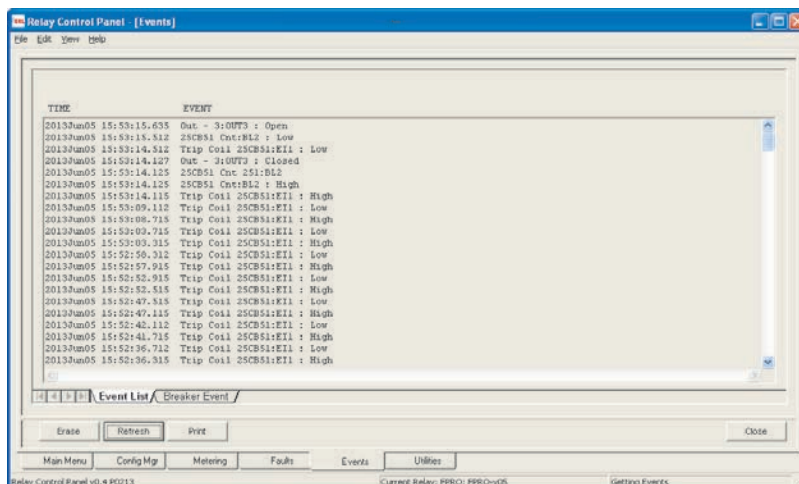 Relay Control Panel - [Events]
File Edit View Help
TIME EVENT
2013Jun05 15:53:15.635 Out - 3:OUT3 : Open
2013Jun05 15:53:15.512 25CB51 Cnt:BL2 : Low
2013Jun05 15:53:14.512 Trip Coil 25CB51:EI1 : Low
2013Jun05 15:53:14.127 Out - 3:OUT3 : Closed
2013Jun05 15:53:14.125 25CB51 Cnt 251:BL2
2013Jun05 15:53:14.125 25CB51 Cnt:BL2 : High
2013Jun05 15:53:14.115 Trip Coil 25CB51:EI1 : High
2013Jun05 15:53:09.112 Trip Coil 25CB51:EI1 : Low
2013Jun05 15:53:08.715 Trip Coil 25CB51:EI1 : High
2013Jun05 15:53:03.715 Trip Coil 25CB51:EI1 : Low
2013Jun05 15:53:03.315 Trip Coil 25CB51:EI1 : High
2013Jun05 15:52:58.312 Trip Coil 25CB51:EI1 : Low
2013Jun05 15:52:57.915 Trip Coil 25CB51:EI1 : High
2013Jun05 15:52:52.915 Trip Coil 25CB51:EI1 : Low
2013Jun05 15:52:52.515 Trip Coil 25CB51:EI1 : High
2013Jun05 15:52:47.515 Trip Coil 25CB51:EI1 : Low
2013Jun05 15:52:47.115 Trip Coil 25CB51:EI1 : High
2013Jun05 15:52:42.112 Trip Coil 25CB51:EI1 : Low
2013Jun05 15:52:41.715 Trip Coil 25CB51:EI1 : High
2013Jun05 15:52:36.712 Trip Coil 25CB51:EI1 : Low
2013Jun05 15:52:36.315 Trip Coil 25CB51:EI1 : High
Event List Breaker Event
Erase Refresh Print Close
Main Menu Config Mgr Metering Faults Events Utilities
Relay Control Panel v0.4 P0213 Current Relay: FPRO: FPRO-v05 Getting Events